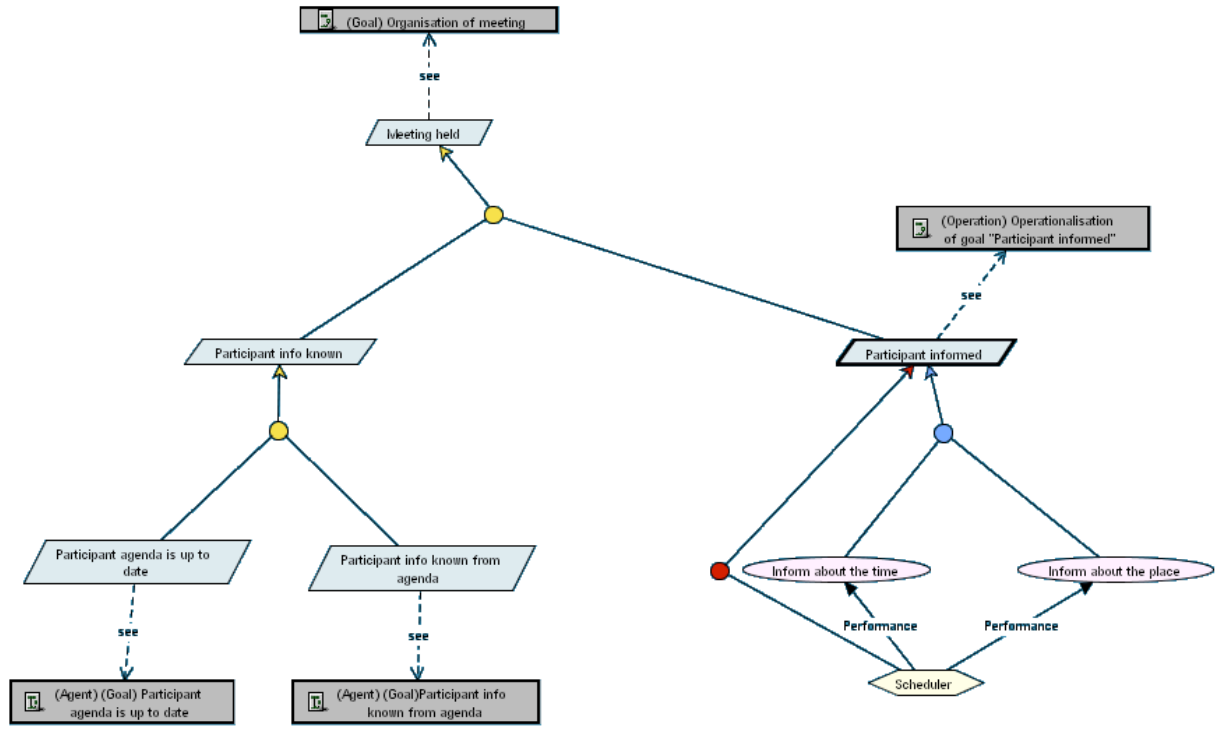 (Goal) Organisation of meeting
see
Meeting held
(Operation) Operationalisation
of goal "Participant informed"
see
Participant info known
Participant informed
Participant agenda is up to
date
Participant info known from
agenda
Inform about the time
Inform about the place
see
see
Performance
Performance
Scheduler
(Agent) (Goal) Participant
agenda is up to date
(Agent) (Goal)Participant info
known from agenda